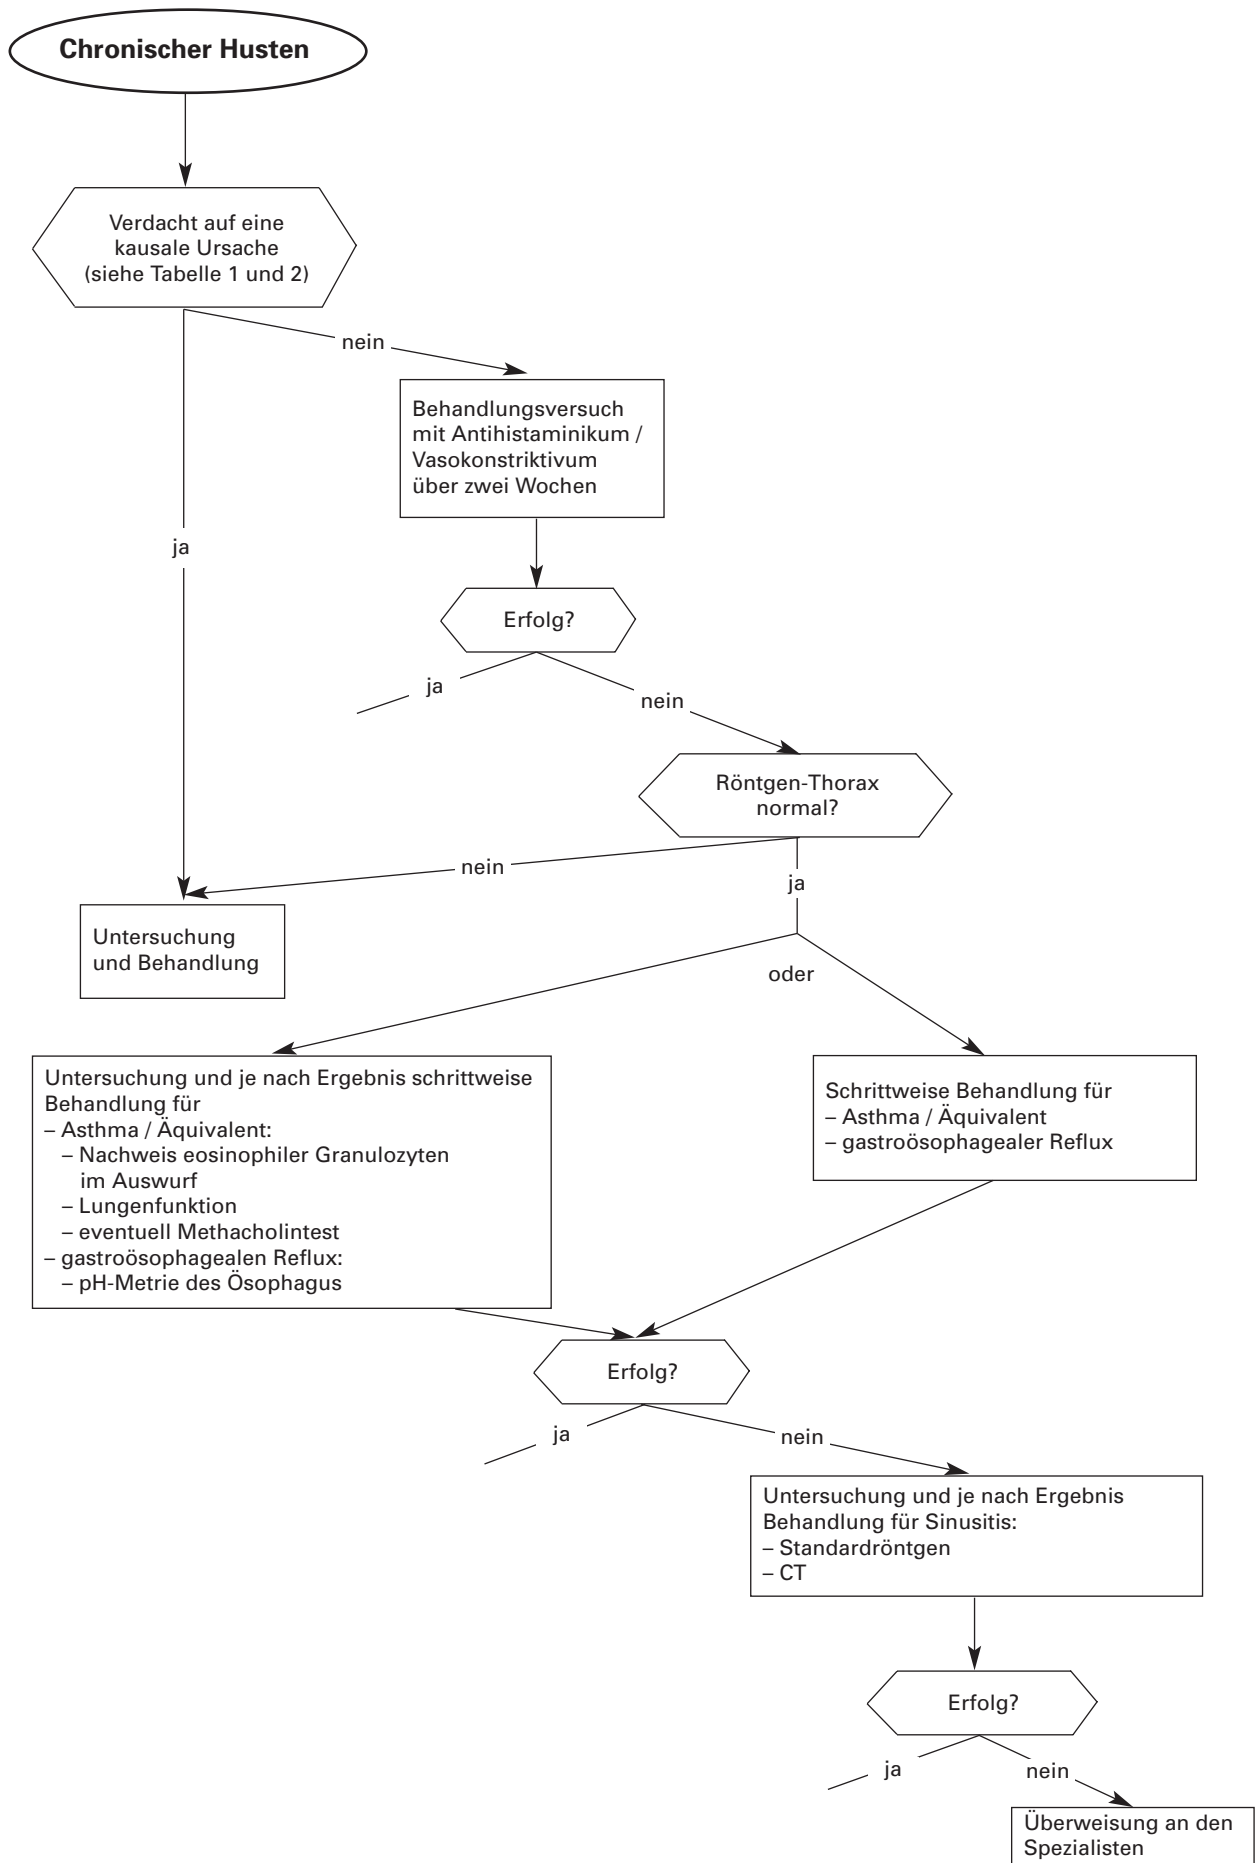 Chronischer Husten
Verdacht auf eine
kausale Ursache
(siehe Tabelle 1 und 2)
nein
Behandlungsversuch
mit Antihistaminikum /
Vasokonstriktivum
über zwei Wochen
ja
Erfolg?
ja
nein
Röntgen-Thorax
normal?
nein
ja
Untersuchung
und Behandlung
oder
Untersuchung und je nach Ergebnis schrittweise
Behandlung für
– Asthma / Äquivalent:
– Nachweis eosinophiler Granulozyten
im Auswurf
– Lungenfunktion
– eventuell Methacholintest
– gastroösophagealen Reflux:
– pH-Metrie des Ösophagus
Schrittweise Behandlung für
– Asthma / Äquivalent
– gastroösophagealer Reflux
Erfolg?
ja
nein
Untersuchung und je nach Ergebnis
Behandlung für Sinusitis:
– Standardröntgen
– CT
Erfolg?
ja
nein
Überweisung an den
Spezialisten